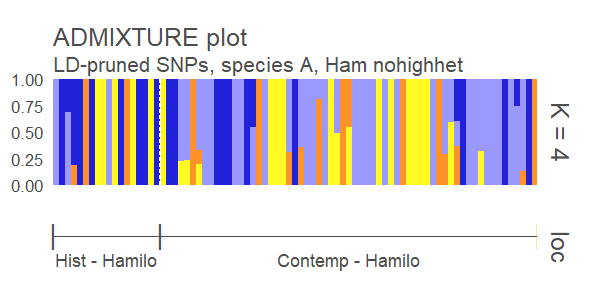 ADMIXTURE plot
LD-pruned SNPs, species A, Ham nohighhet
1.00
0.75
0.50
0.25
0.00
K = 4
loc
Hist - Hamilo
Contemp - Hamilo